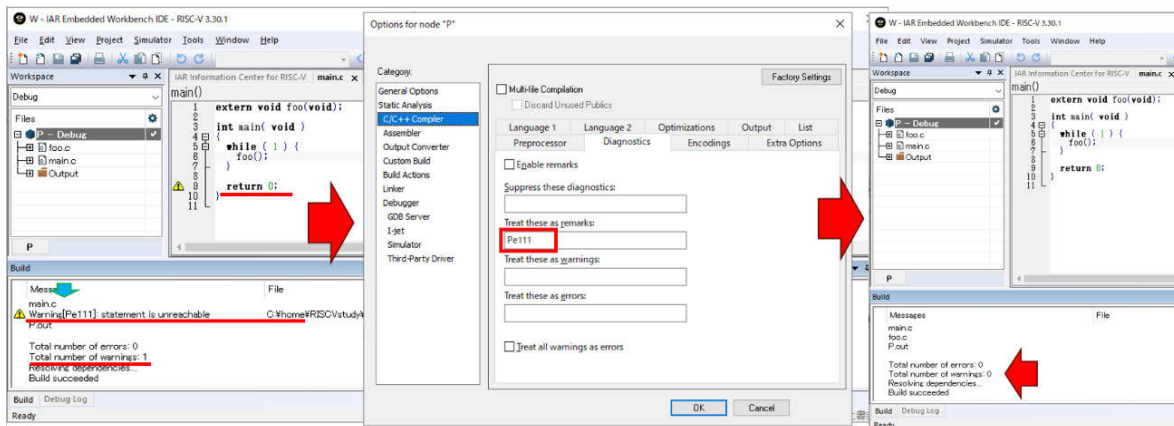 W - IAR Embedded Workbench IDE - RISC-V 3.30.1
File Edit View Project Simulator Tools Window Help
Workspace
IAR Information Center for RISC-V main.c x
Debug
main()
Files
P - Debug
foo.c
main.c
Output
1 extern void foo(void);
2
3 int main( void )
4 {
5 while ( 1 ) {
6 foo();
7 }
8
9 return 0;
10 }
11
P
Build
File
main.c
Warning[Pe111]: statement is unreachable
C:¥home¥RISCVstudy¥
P.out
Total number of errors: 0
Total number of warnings: 1
Resolving dependencies...
Build succeeded
Build Debug Log
Ready
Options for node "P"
Category:
General Options
Static Analysis
C/C++ Compiler
Assembler
Output Converter
Custom Build
Build Actions
Linker
Debugger
GDB Server
I-jet
Simulator
Third-Party Driver
Factory Settings
Multi-file Compilation
Discard Unused Publics
Language 1 Language 2 Optimizations Output List
Preprocessor Diagnostics Encodings Extra Options
Enable remarks
Suppress these diagnostics:
Treat these as remarks:
Pe111
Treat these as warnings:
Treat these as errors:
Treat all warnings as errors
OK Cancel
W - IAR Embedded Workbench IDE - RISC-V 3.30.1
File Edit View Project Simulator Tools Window Help
Workspace
IAR Information Center for RISC-V main.c x
Debug
main()
Files
P - Debug
foo.c
main.c
Output
1 extern void foo(void);
2
3 int main( void )
4 {
5 while ( 1 ) {
6 foo();
7 }
8
9 return 0;
10 }
11
P
Build
Messages File
main.c
foo.c
P.out
Total number of errors: 0
Total number of warnings: 0
Resolving dependencies...
Build succeeded
Build Debug Log
Ready